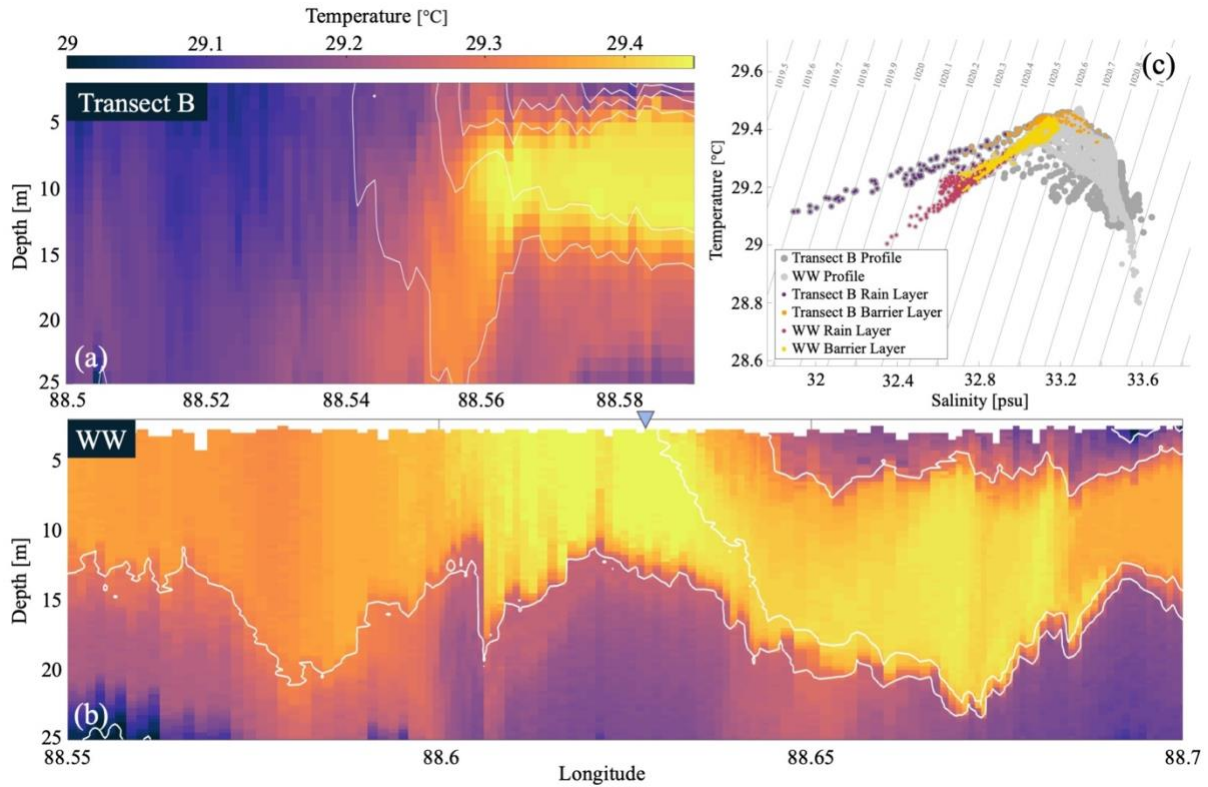 Temperature [°C]
29 29.1 29.2 29.3 29.4
Transect B
5
10
15
20
25
Depth [m]
(a)
88.5 88.52 88.54 88.56 88.58
(c)
29.6
29.4
29.2
29
28.8
28.6
Temperature [°C]
1019.5 1019.6 1019.7 1019.8 1019.9 1020 1020.1 1020.2 1020.3 1020.4 1020.5 1020.6 1020.7 1020.8
Transect B Profile
WW Profile
Transect B Rain Layer
Transect B Barrier Layer
WW Rain Layer
WW Barrier Layer
32 32.4 32.8 33.2 33.6
Salinity [psu]
WW
5
10
15
20
25
Depth [m]
(b)
88.55 88.6 88.65 88.7
Longitude